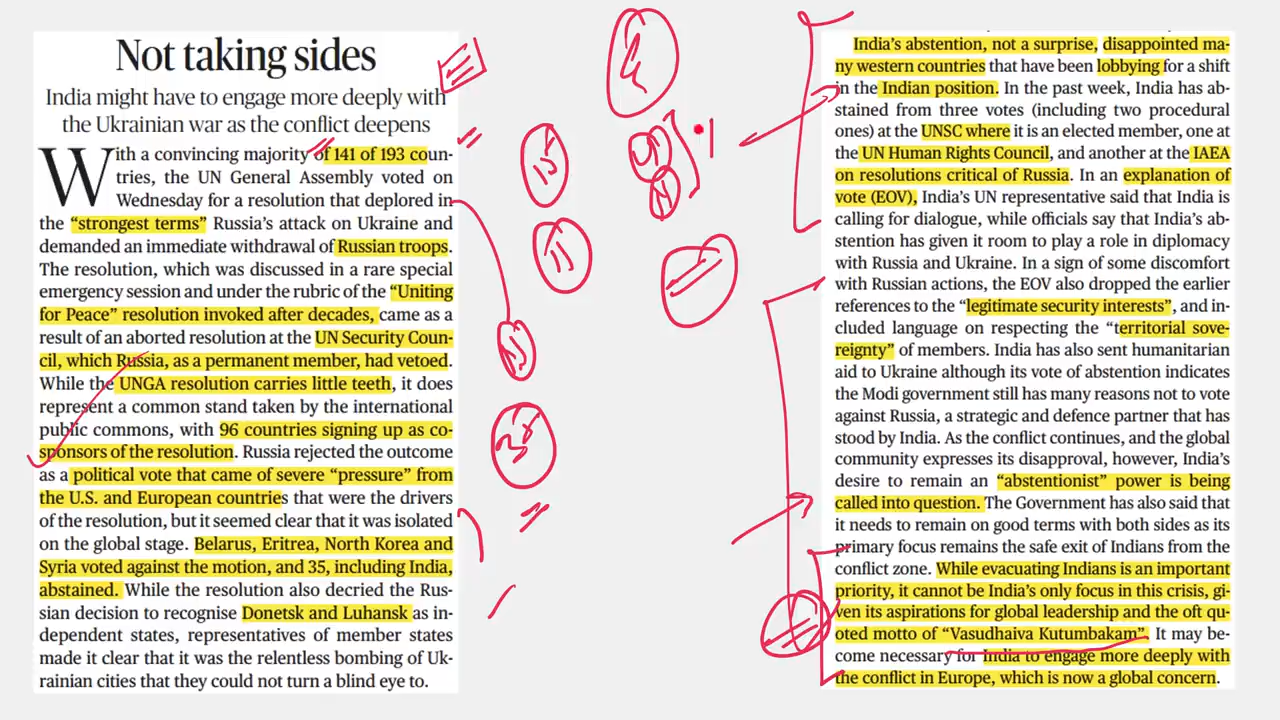 Not taking sides
India might have to engage more deeply with
the Ukrainian war as the conflict deepens
With a convincing majority of 141 of 193 coun-
tries, the UN General Assembly voted on
Wednesday for a resolution that deplored in
the “strongest terms” Russia’s attack on Ukraine and
demanded an immediate withdrawal of Russian troops.
The resolution, which was discussed in a rare special
emergency session and under the rubric of the “Uniting
for Peace” resolution invoked after decades, came as a
result of an aborted resolution at the UN Security Coun-
cil, which Russia, as a permanent member, had vetoed.
While the UNGA resolution carries little teeth, it does
represent a common stand taken by the international
public commons, with 96 countries signing up as co-
sponsors of the resolution. Russia rejected the outcome
as a political vote that came of severe “pressure” from
the U.S. and European countries that were the drivers
of the resolution, but it seemed clear that it was isolated
on the global stage. Belarus, Eritrea, North Korea and
Syria voted against the motion, and 35, including India,
abstained. While the resolution also decried the Rus-
sian decision to recognise Donetsk and Luhansk as in-
dependent states, representatives of member states
made it clear that it was the relentless bombing of Uk-
rainian cities that they could not turn a blind eye to.
India’s abstention, not a surprise, disappointed ma-
ny western countries that have been lobbying for a shift
in the Indian position. In the past week, India has ab-
stained from three votes (including two procedural
ones) at the UNSC where it is an elected member, one at
the UN Human Rights Council, and another at the IAEA
on resolutions critical of Russia. In an explanation of
vote (EOV), India’s UN representative said that India is
calling for dialogue, while officials say that India’s ab-
stention has given it room to play a role in diplomacy
with Russia and Ukraine. In a sign of some discomfort
with Russian actions, the EOV also dropped the earlier
references to the “legitimate security interests”, and in-
cluded language on respecting the “territorial sove-
reignty” of members. India has also sent humanitarian
aid to Ukraine although its vote of abstention indicates
the Modi government still has many reasons not to vote
against Russia, a strategic and defence partner that has
stood by India. As the conflict continues, and the global
community expresses its disapproval, however, India’s
desire to remain an “abstentionist” power is being
called into question. The Government has also said that
it needs to remain on good terms with both sides as its
primary focus remains the safe exit of Indians from the
conflict zone. While evacuating Indians is an important
priority, it cannot be India’s only focus in this crisis, gi-
ven its aspirations for global leadership and the oft qu-
oted motto of “Vasudhaiva Kutumbakam”. It may be-
come necessary for India to engage more deeply with
the conflict in Europe, which is now a global concern.